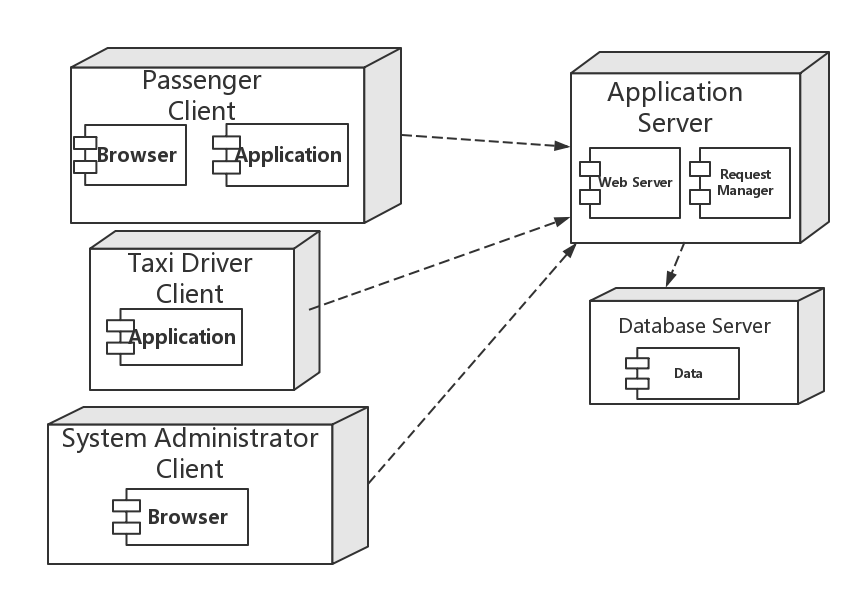 Passenger
Client
Browser
Application
Taxi Driver
Client
Application
System Administrator
Client
Browser
Application
Server
Web Server
Request
Manager
Database Server
Data